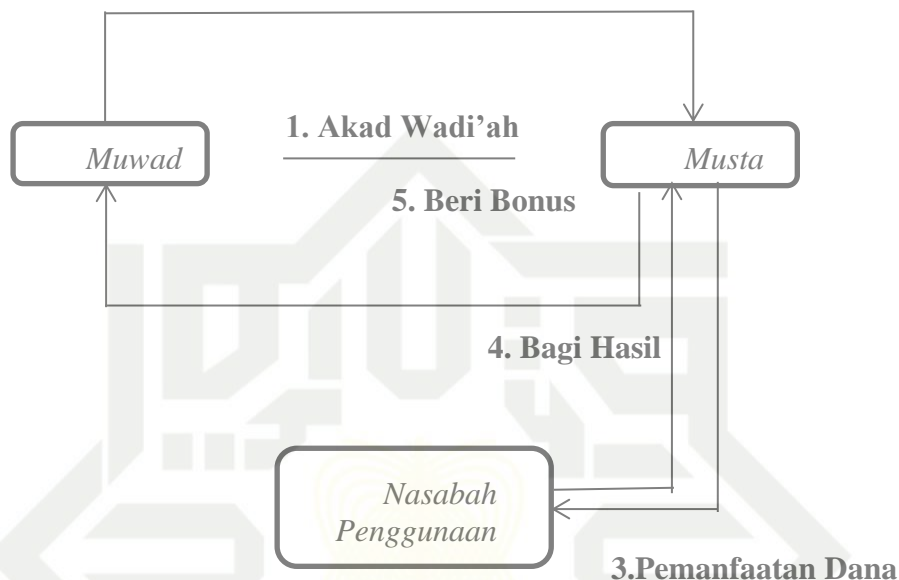 1. Akad Wadi’ah
Muwad
Musta
5. Beri Bonus
4. Bagi Hasil
Nasabah
Penggunaan
3.Pemanfaatan Dana